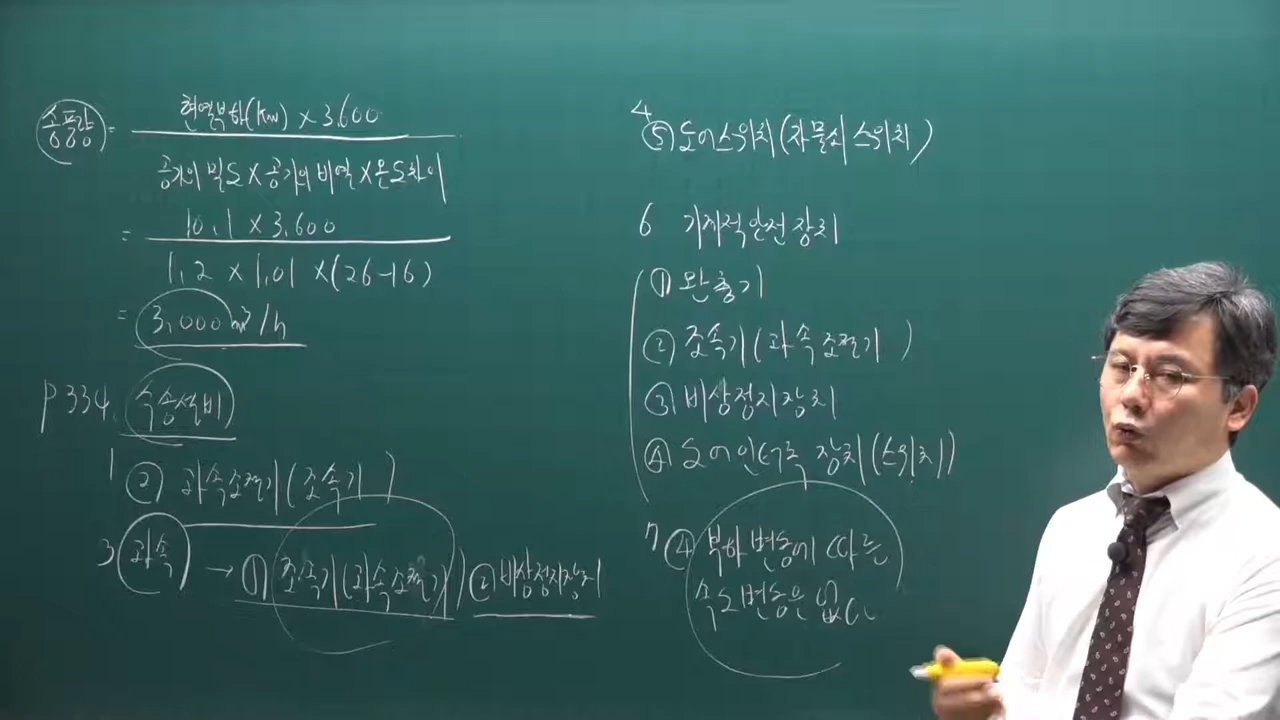 송풍량 = 현열부하(kw) × 3,600
공기의 밀도 × 공기의 비열 × 온도차이
= 10.1 × 3,600
1.2 × 1.01 × (26-16)
= 3,000 m³/h
P 334. 수송설비
1 ② 과속조절기(조속기)
3 과속 → ① 조속기(과속조절기) ② 비상정지장치
4 ⑤ 도어스위치(자물쇠 스위치)
6 기계적안전장치
① 완충기
② 조속기(과속조절기)
③ 비상정지장치
④ 도어인터록 장치(스위치)
7 ④ 부하변동에 따른
속도변동은 없다